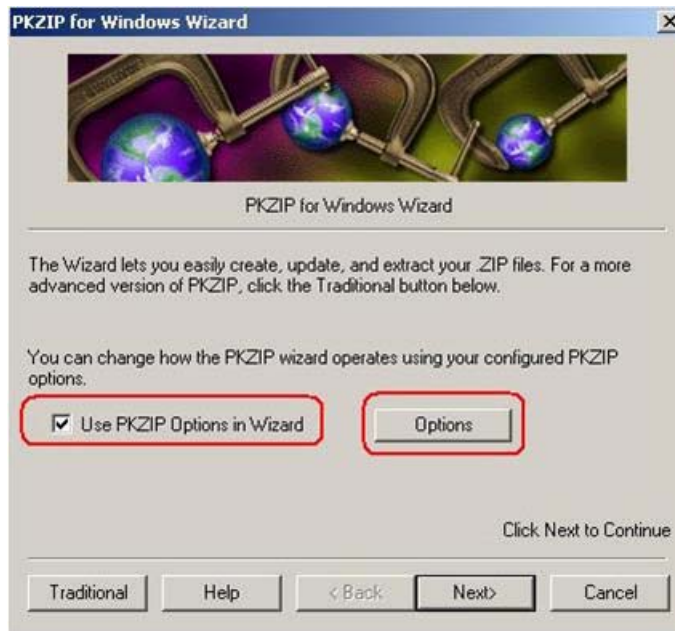 PKZIP for Windows Wizard
PKZIP for Windows Wizard
The Wizard lets you easily create, update, and extract your .ZIP files. For a more
advanced version of PKZIP, click the Traditional button below.
You can change how the PKZIP wizard operates using your configured PKZIP
options.
Use PKZIP Options in Wizard
Options
Click Next to Continue
Traditional
Help
< Back
Next>
Cancel